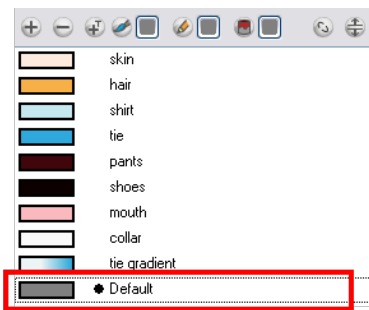 skin
hair
shirt
tie
pants
shoes
mouth
collar
tie gradient
Default